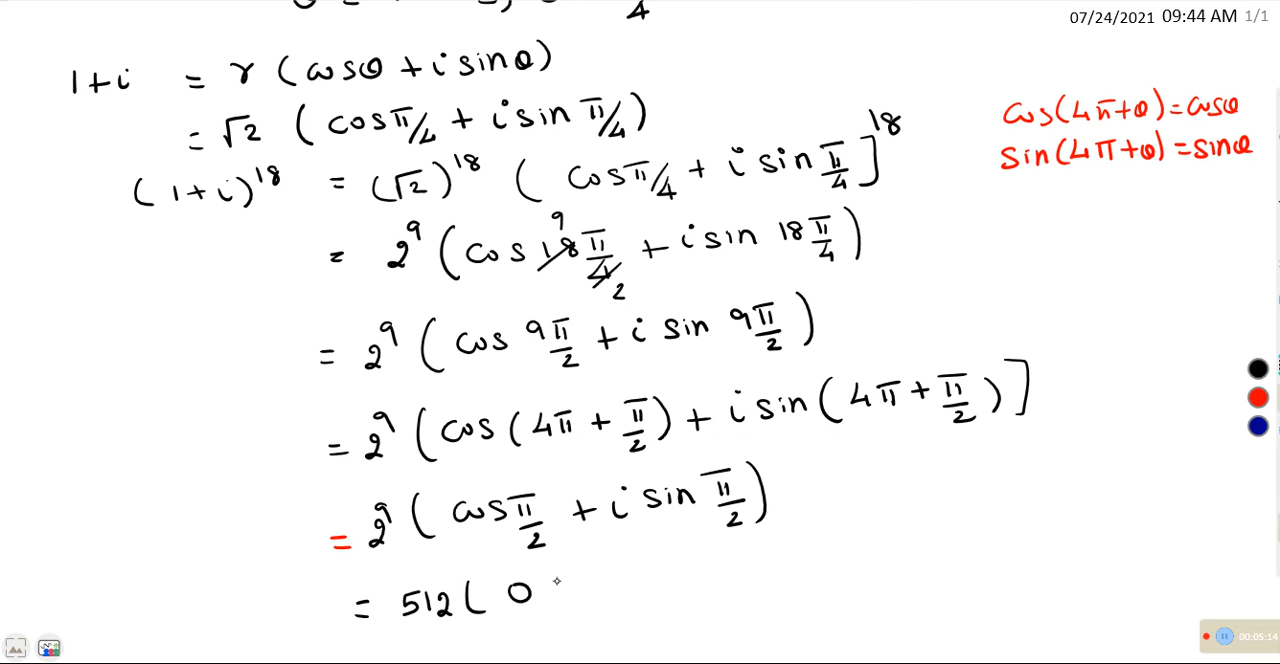 07/24/2021 09:44 AM 1/1
4
1+i = r (cosθ + i sinθ)
= √2 (cos π/4 + i sin π/4)
cos(4π+θ)=cosθ
sin(4π+θ)=sinθ
(1+i)^18 = (√2)^18 (cos π/4 + i sin π/4]^18
= 2^9 (cos 18 9 π/4 2 + i sin 18 π/4)
= 2^9 (cos 9π/2 + i sin 9π/2)
= 2^9 (cos (4π + π/2) + i sin (4π + π/2)]
= 2^9 (cos π/2 + i sin π/2)
= 512 ( 0
00:05:14